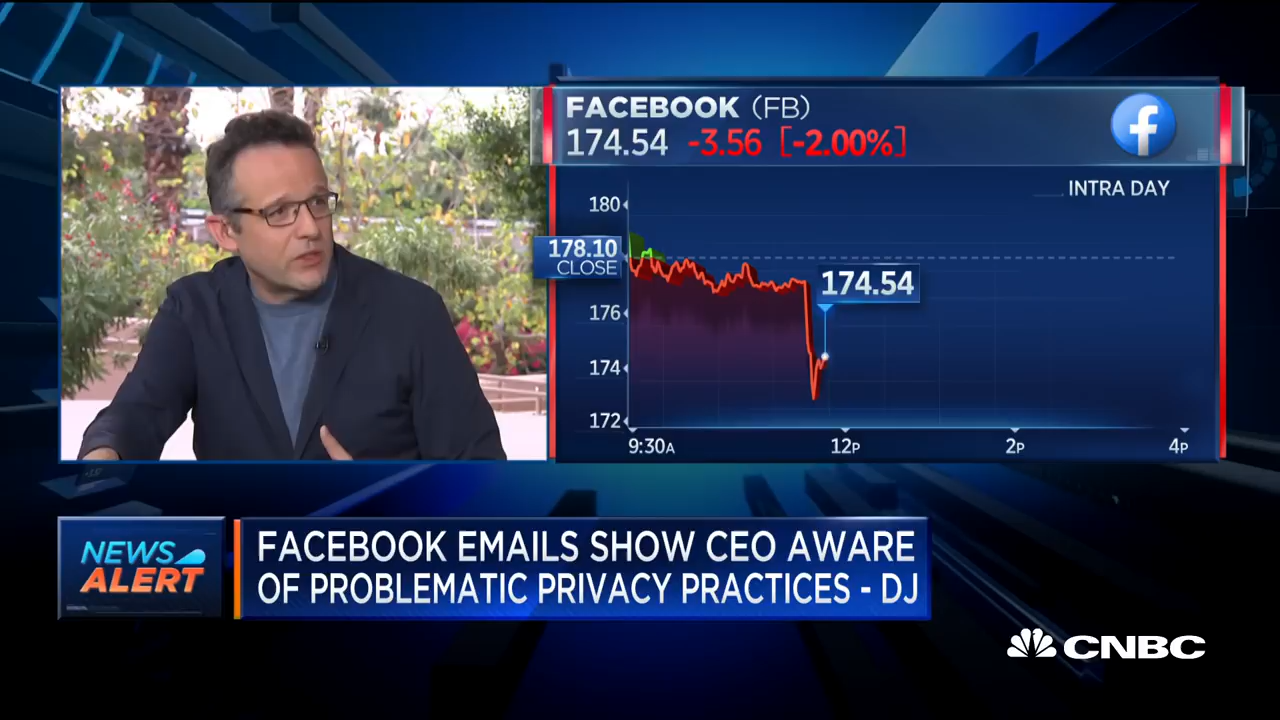 FACEBOOK (FB)
174.54 -3.56 [-2.00%]
f
INTRA DAY
180
178.10
CLOSE
174.54
176
174
172
9:30A
12P
2P
4P
NEWS
ALERT
FACEBOOK EMAILS SHOW CEO AWARE
OF PROBLEMATIC PRIVACY PRACTICES - DJ
CNBC